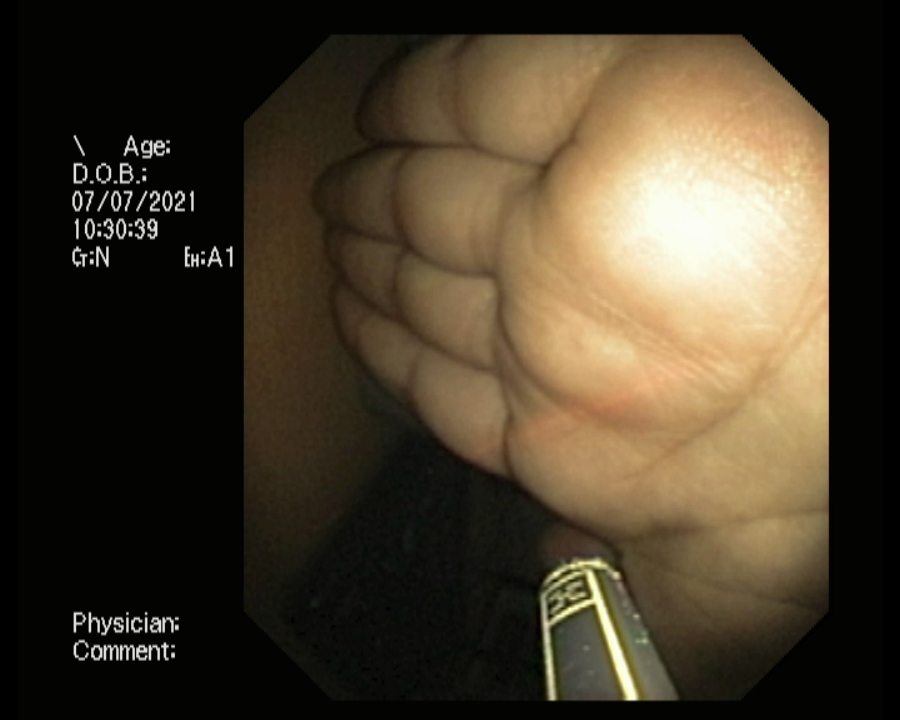 \ Age:
D.O.B.:
07/07/2021
10:30:39
Cr:N Eh:A1
Physician:
Comment: